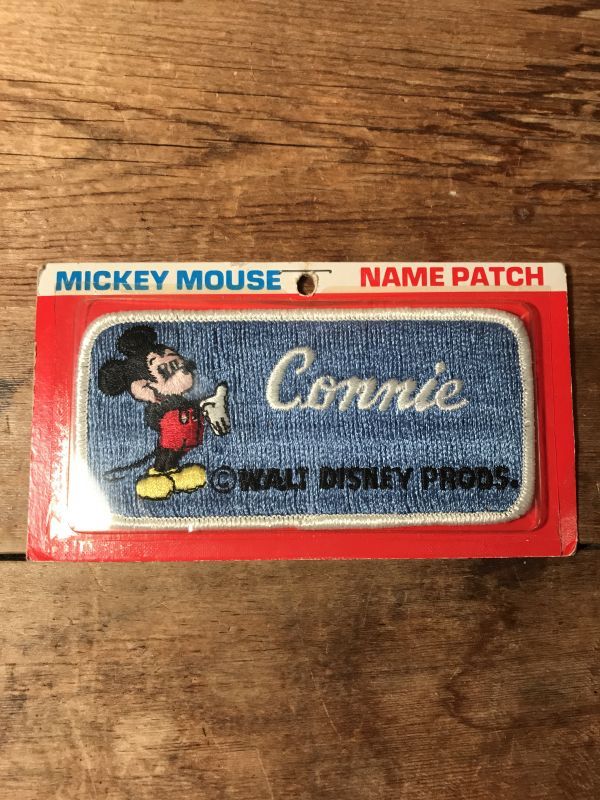 MICKEY MOUSE NAME PATCH
Connie
©WALT DISNEY PRODS.